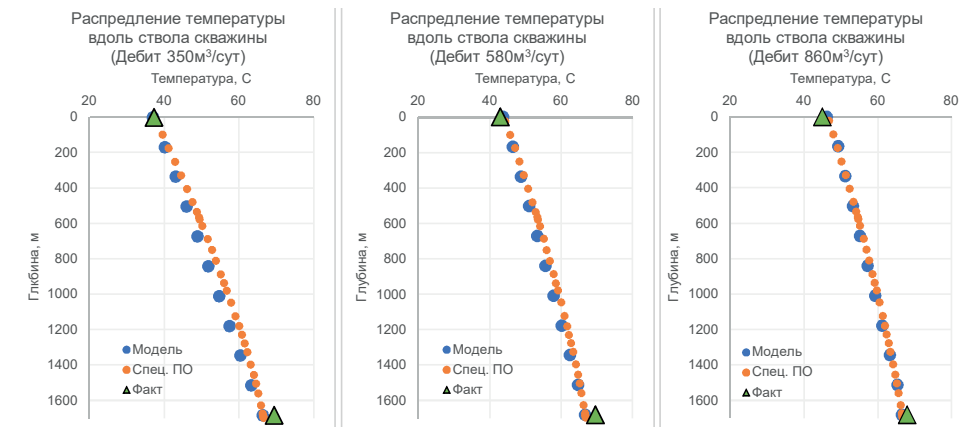 Распредление температуры
вдоль ствола скважины
(Дебит 350м³/сут)
Температура, С
20 40 60 80
0
200
400
600
800
1000
1200
1400
1600
Глкбина, м
Модель
Спец. ПО
Факт
Распредление температуры
вдоль ствола скважины
(Дебит 580м³/сут)
Температура, С
20 40 60 80
0
200
400
600
800
1000
1200
1400
1600
Глубина, м
Модель
Спец. ПО
Факт
Распредление температуры
вдоль ствола скважины
(Дебит 860м³/сут)
Температура, С
20 40 60 80
0
200
400
600
800
1000
1200
1400
1600
Глубина, м
Модель
Спец. ПО
Факт